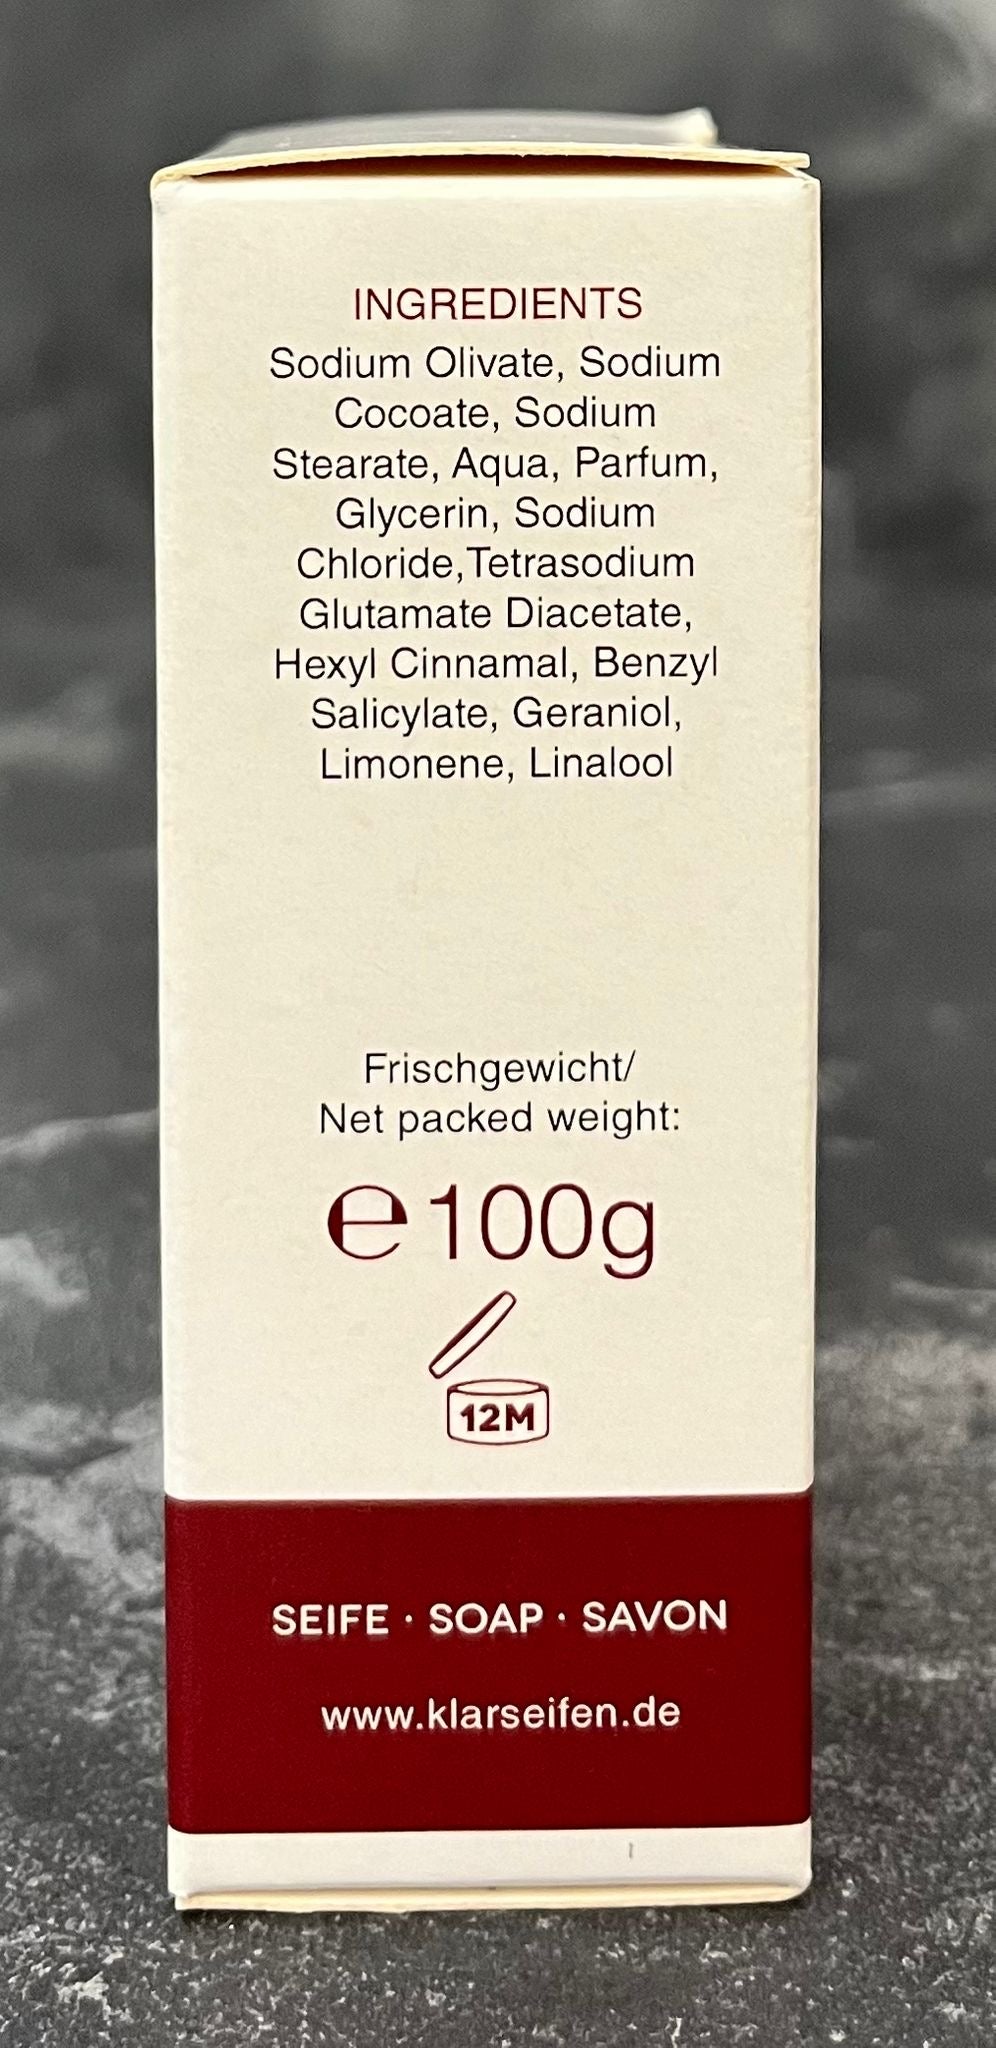 INGREDIENTS
Sodium Olivate, Sodium
Cocoate, Sodium
Stearate, Aqua, Parfum,
Glycerin, Sodium
Chloride,Tetrasodium
Glutamate Diacetate,
Hexyl Cinnamal, Benzyl
Salicylate, Geraniol,
Limonene, Linalool
Frischgewicht/
Net packed weight:
℮100g
12M
SEIFE · SOAP · SAVON
www.klarseifen.de